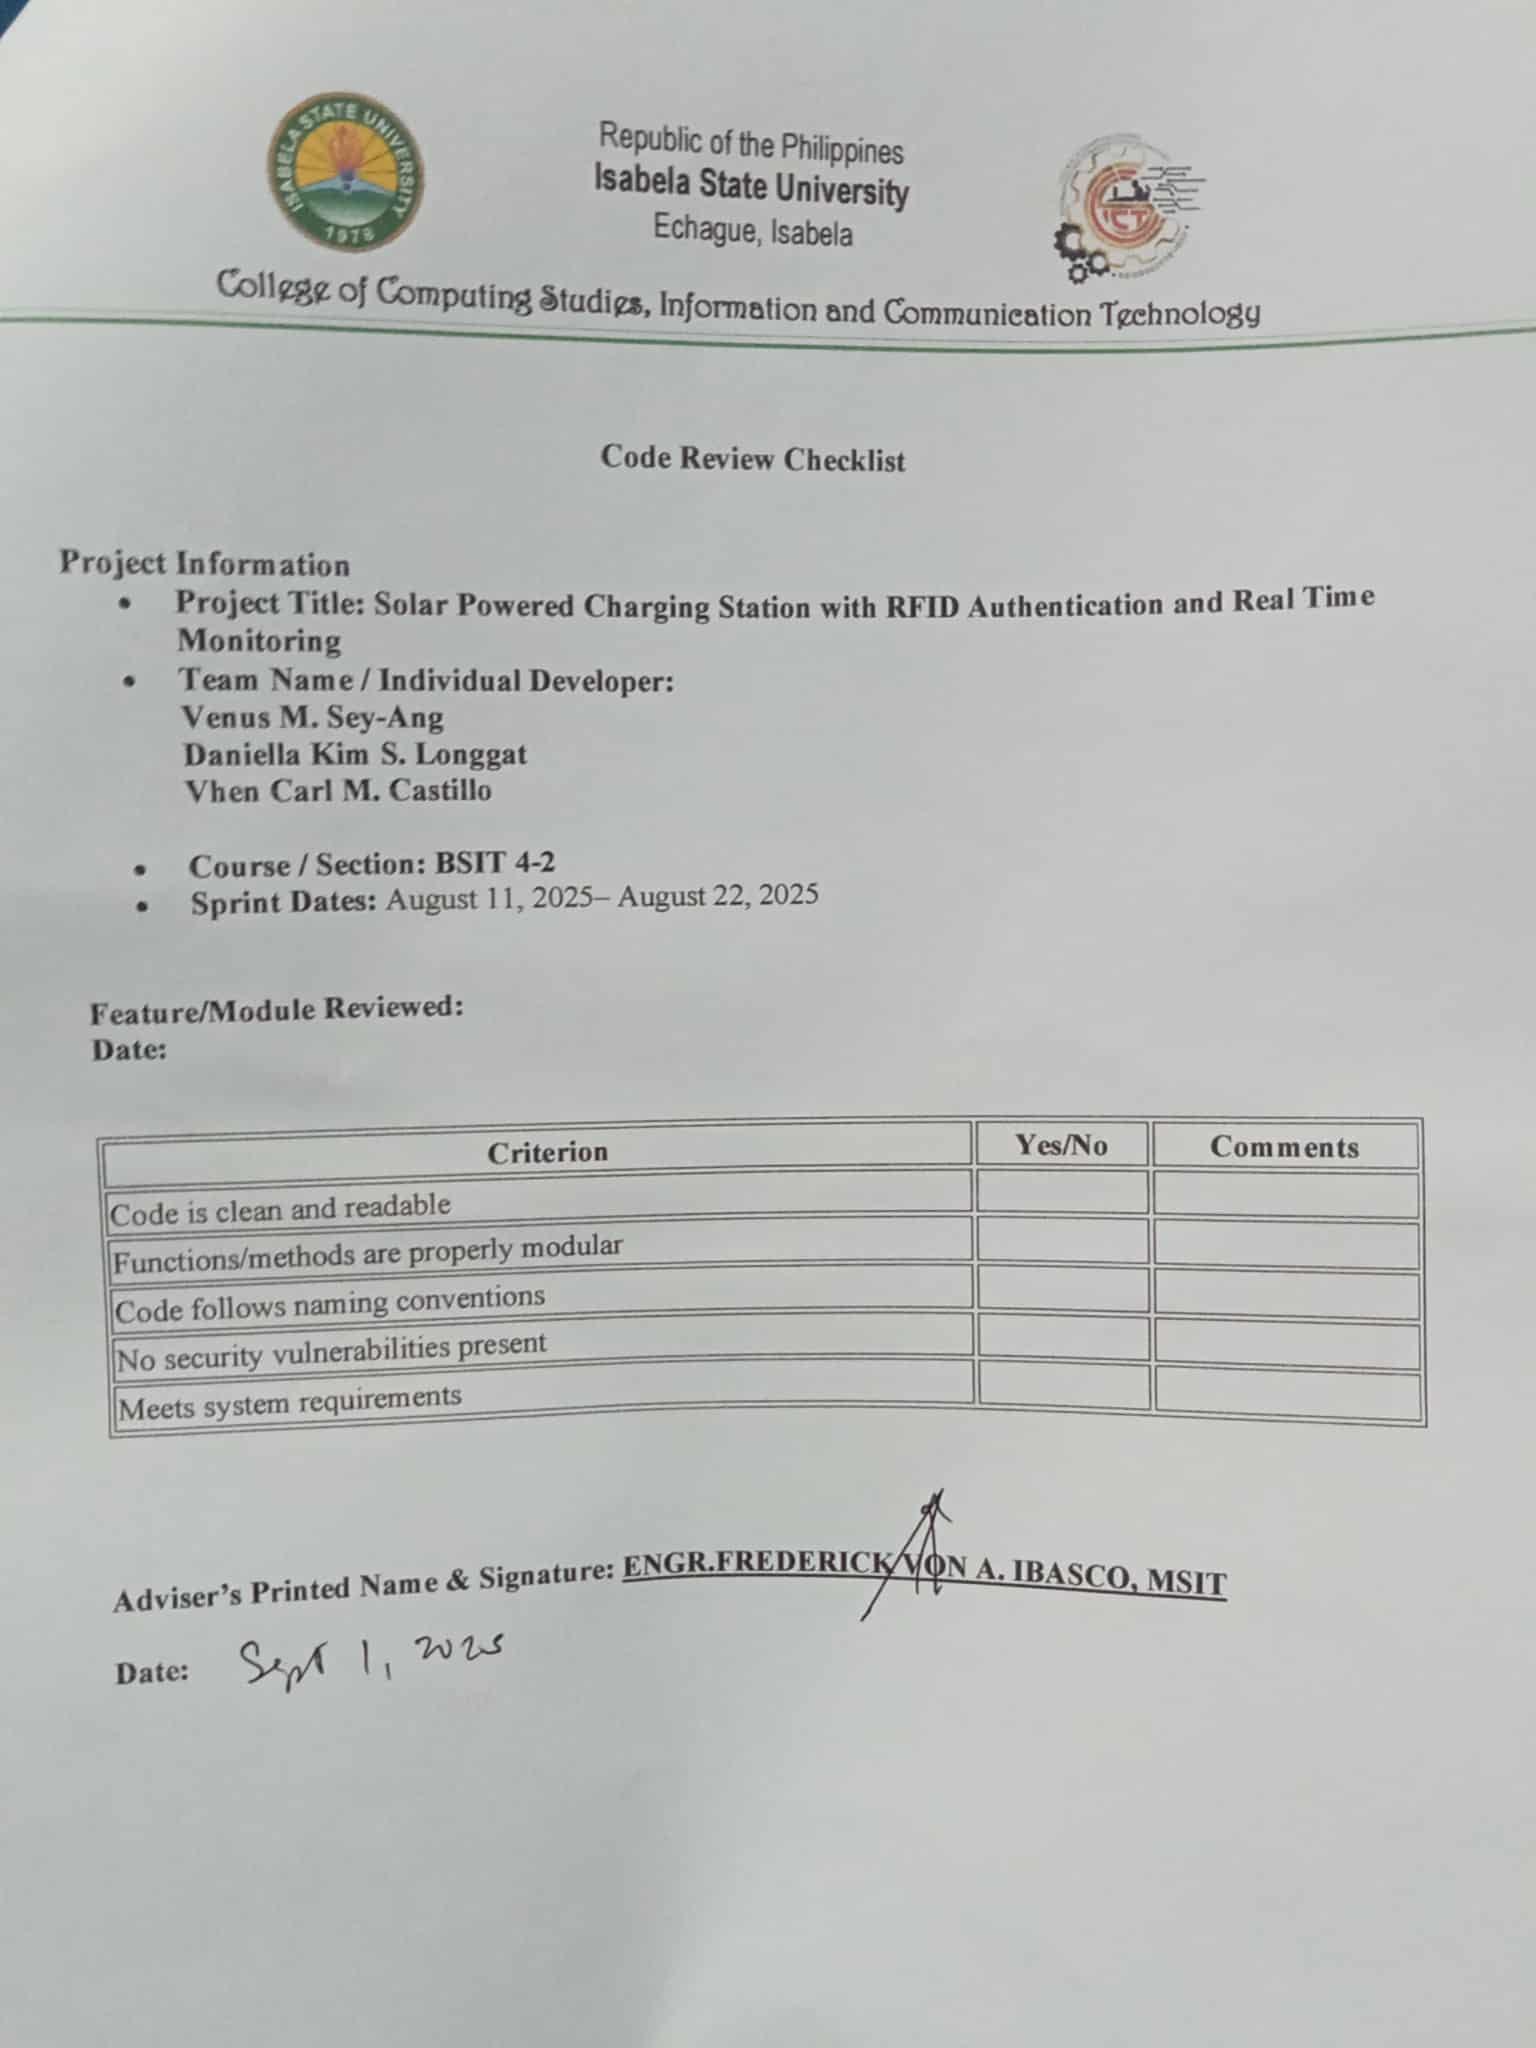 ISABELA STATE UNIVERSITY
1978
Republic of the Philippines
Isabela State University
Echague, Isabela
ICT
College of Computing Studies, Information and Communication Technology
Code Review Checklist
Project Information
• Project Title: Solar Powered Charging Station with RFID Authentication and Real Time
Monitoring
• Team Name / Individual Developer:
Venus M. Sey-Ang
Daniella Kim S. Longgat
Vhen Carl M. Castillo
• Course / Section: BSIT 4-2
• Sprint Dates: August 11, 2025– August 22, 2025
Feature/Module Reviewed:
Date:
Criterion Yes/No Comments
Code is clean and readable
Functions/methods are properly modular
Code follows naming conventions
No security vulnerabilities present
Meets system requirements
Adviser's Printed Name & Signature: ENGR.FREDERICK VON A. IBASCO, MSIT
Date: Sept 1, 2025